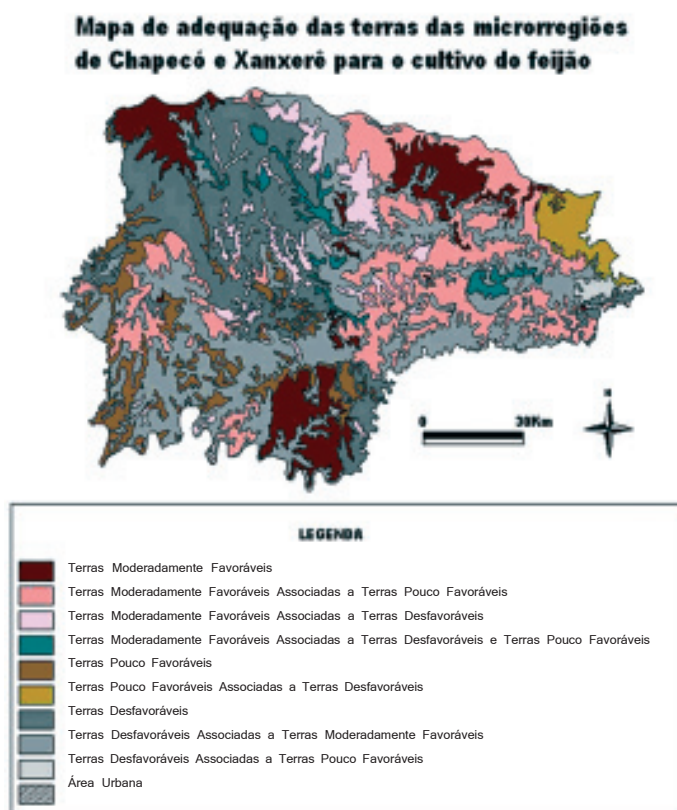 Mapa de adequação das terras das microrregiões
de Chapecó e Xanxerê para o cultivo do feijão
N
0 30Km
LEGENDA
Terras Moderadamente Favoráveis
Terras Moderadamente Favoráveis Associadas a Terras Pouco Favoráveis
Terras Moderadamente Favoráveis Associadas a Terras Desfavoráveis
Terras Moderadamente Favoráveis Associadas a Terras Desfavoráveis e Terras Pouco Favoráveis
Terras Pouco Favoráveis
Terras Pouco Favoráveis Associadas a Terras Desfavoráveis
Terras Desfavoráveis
Terras Desfavoráveis Associadas a Terras Moderadamente Favoráveis
Terras Desfavoráveis Associadas a Terras Pouco Favoráveis
Área Urbana